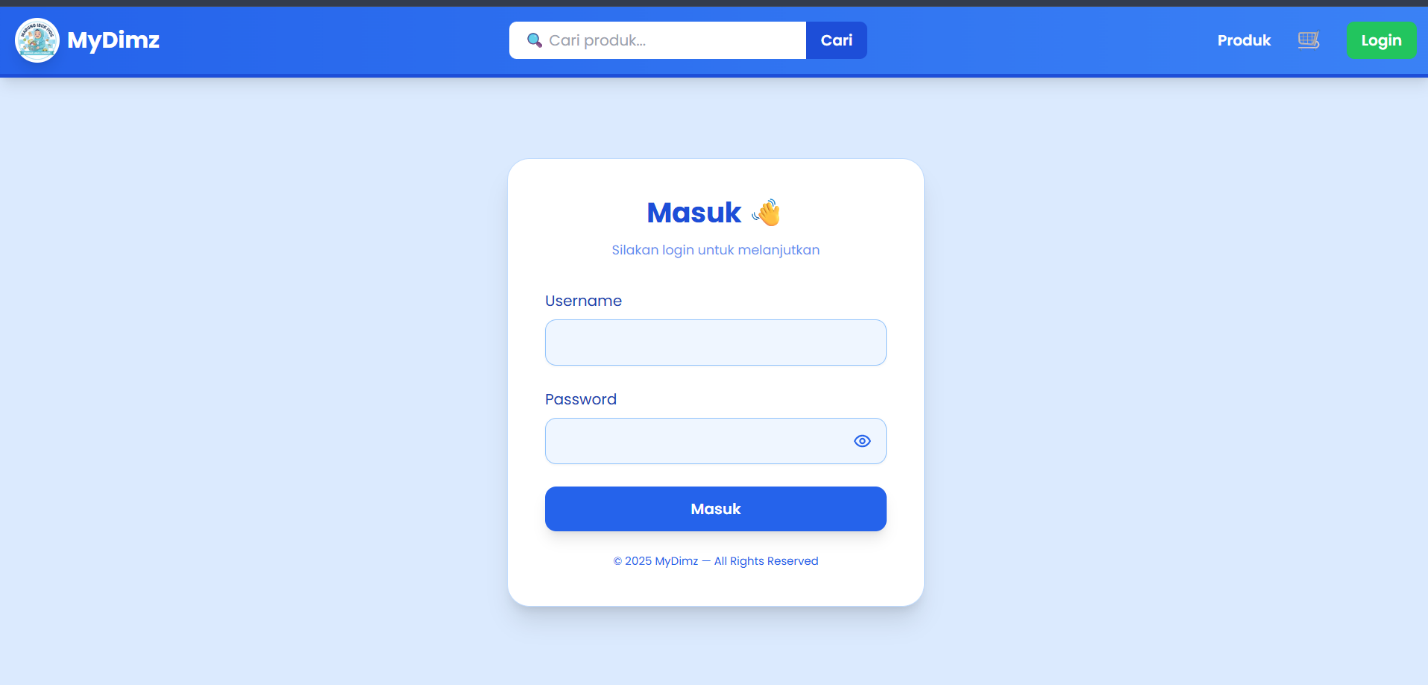 MyDimz
Cari produk...
Cari
Produk
Login
Masuk
Silakan login untuk melanjutkan
Username
Password
Masuk
© 2025 MyDimz — All Rights Reserved